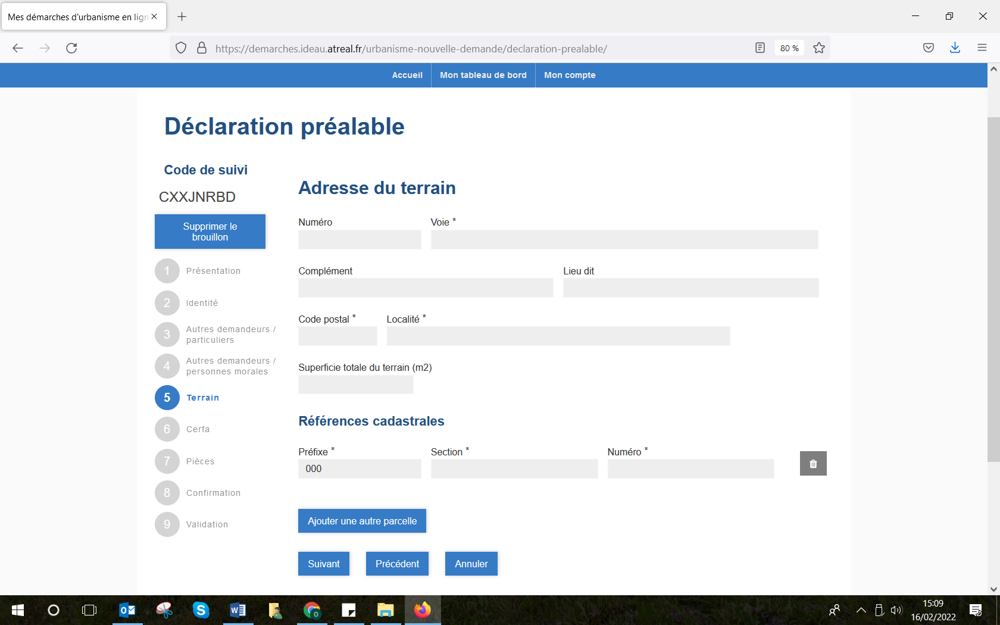 Mes démarches d'urbanisme en lign
https://demarches.ideau.atreal.fr/urbanisme-nouvelle-demande/declaration-prealable/
80 %
Accueil
Mon tableau de bord
Mon compte
Déclaration préalable
Code de suivi
CXXJNRBD
Supprimer le
brouillon
1 Présentation
2 Identité
3 Autres demandeurs /
particuliers
4 Autres demandeurs /
personnes morales
5 Terrain
6 Cerfa
7 Pièces
8 Confirmation
9 Validation
Adresse du terrain
Numéro
Voie *
Complément
Lieu dit
Code postal *
Localité *
Superficie totale du terrain (m2)
Références cadastrales
Préfixe *
Section *
Numéro *
000
Ajouter une autre parcelle
Suivant
Précédent
Annuler
15:09
16/02/2022